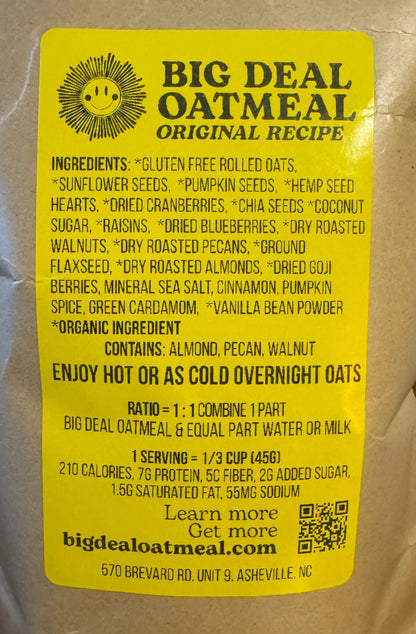 BIG DEAL
OATMEAL
ORIGINAL RECIPE
INGREDIENTS: *GLUTEN FREE ROLLED OATS,
*SUNFLOWER SEEDS, *PUMPKIN SEEDS, *HEMP SEED
HEARTS, *DRIED CRANBERRIES, *CHIA SEEDS *COCONUT
SUGAR, *RAISINS, *DRIED BLUEBERRIES, *DRY ROASTED
WALNUTS, *DRY ROASTED PECANS, *GROUND
FLAXSEED, *DRY ROASTED ALMONDS, *DRIED GOJI
BERRIES, MINERAL SEA SALT, CINNAMON, PUMPKIN
SPICE, GREEN CARDAMOM, *VANILLA BEAN POWDER
*ORGANIC INGREDIENT
CONTAINS: ALMOND, PECAN, WALNUT
ENJOY HOT OR AS COLD OVERNIGHT OATS
RATIO = 1 : 1 COMBINE 1 PART
BIG DEAL OATMEAL & EQUAL PART WATER OR MILK
1 SERVING = 1/3 CUP (45G)
210 CALORIES, 7G PROTEIN, 5G FIBER, 2G ADDED SUGAR,
1.5G SATURATED FAT, 55MG SODIUM
Learn more
Get more
bigdealoatmeal.com
570 BREVARD RD. UNIT 9, ASHEVILLE, NC